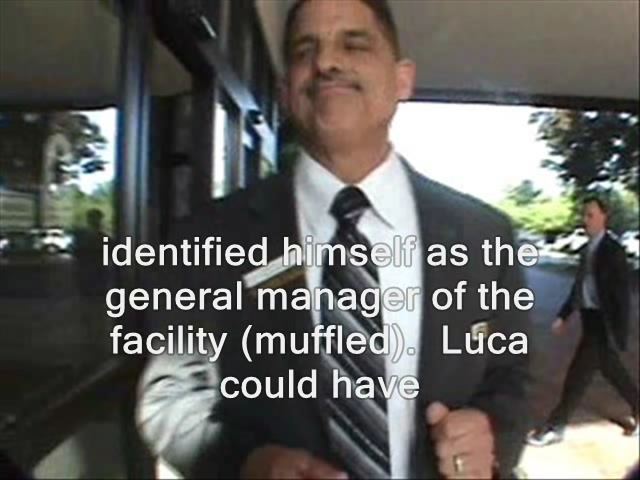 identified himself as the
general manager of the
facility (muffled).  Luca
could have